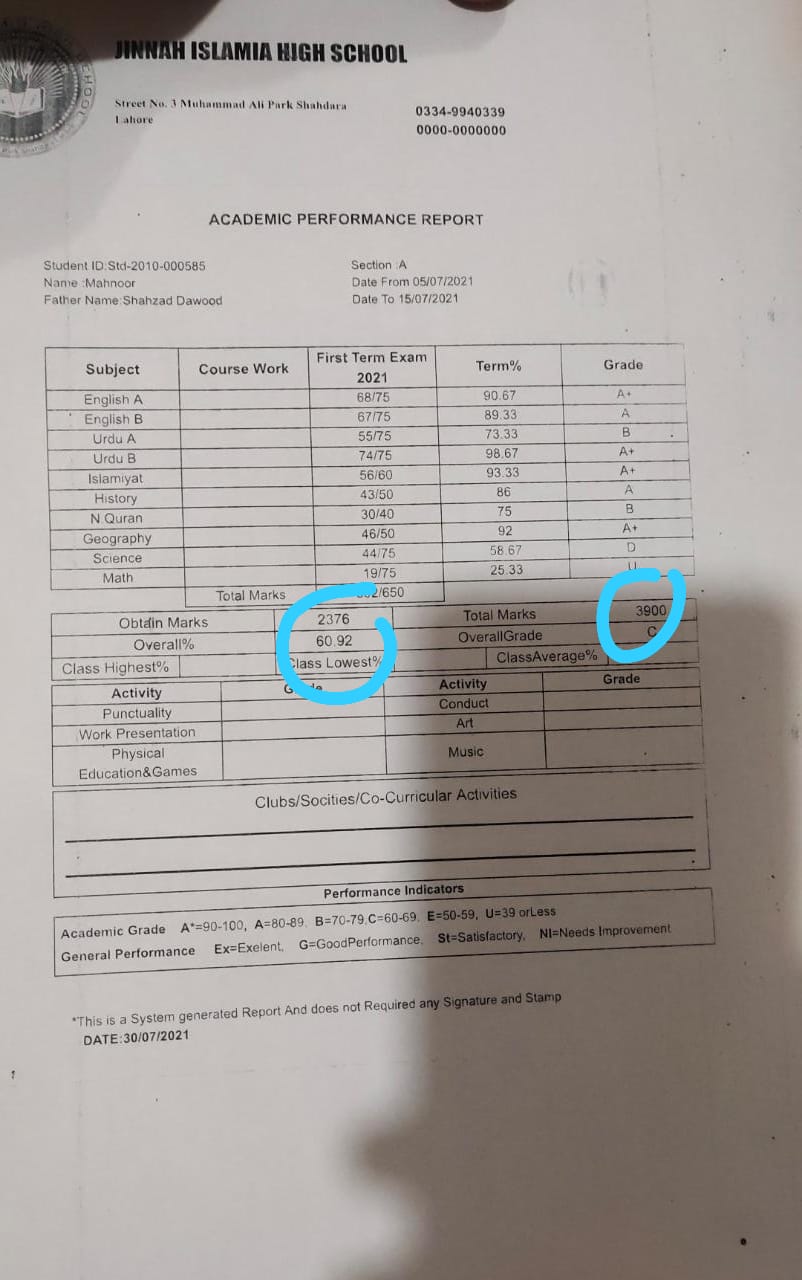 JINNAH ISLAMIA HIGH SCHOOL
Street No. 3 Muhammad Ali Park Shahdara
Lahore
0334-9940339
0000-0000000
ACADEMIC PERFORMANCE REPORT
Student ID:Std-2010-000585 Section :A
Name :Mahnoor Date From 05/07/2021
Father Name:Shahzad Dawood Date To 15/07/2021
Subject Course Work First Term Exam 2021 Term% Grade
English A 68/75 90.67 A+
English B 67/75 89.33 A
Urdu A 55/75 73.33 B
Urdu B 74/75 98.67 A+
Islamiyat 56/60 93.33 A+
History 43/50 86 A
N.Quran 30/40 75 B
Geography 46/50 92 A+
Science 44/75 58.67 D
Math 19/75 25.33 U
Total Marks /650
Obtain Marks 2376 Total Marks 3900
Overall% 60.92 OverallGrade C
Class Highest% Class Lowest% ClassAverage%
Activity Grade Activity Grade
Punctuality Conduct
Work Presentation Art
Physical Music
Education&Games
Clubs/Socities/Co-Curricular Activities
Performance Indicators
Academic Grade A*=90-100, A=80-89, B=70-79,C=60-69, E=50-59, U=39 orLess
General Performance Ex=Exelent, G=GoodPerformance, St=Satisfactory, NI=Needs Improvement
*This is a System generated Report And does not Required any Signature and Stamp
DATE:30/07/2021